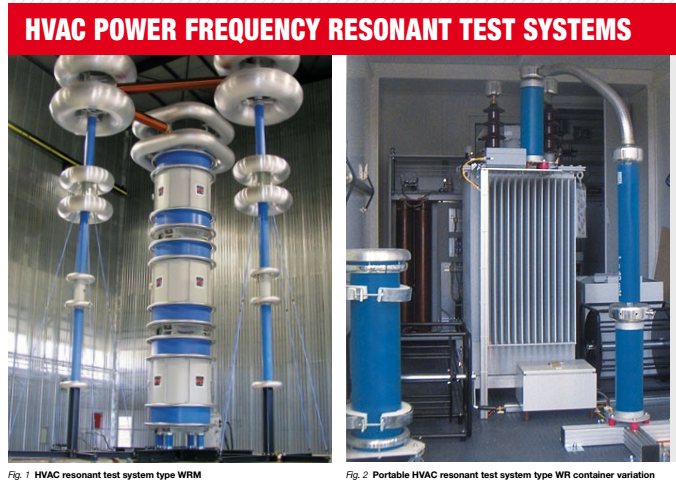 HVAC POWER FREQUENCY RESONANT TEST SYSTEMS
Fig. 1 HVAC resonant test system type WRM
Fig. 2 Portable HVAC resonant test system type WR container variation